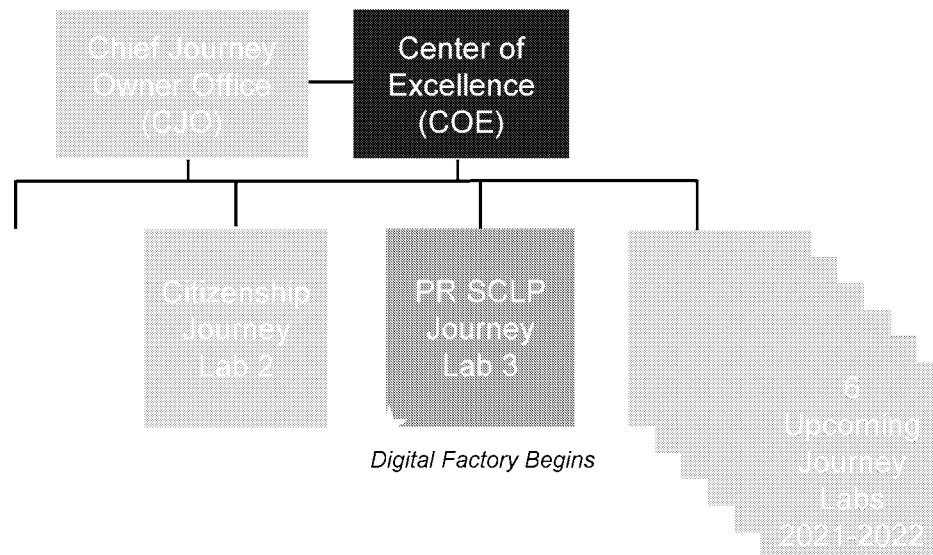 Chief Journey
Owner Office
(CJO)
Center of
Excellence
(COE)
Citizenship
Journey
Lab 2
PR SCLP
Journey
Lab 3
6
Upcoming
Journey
Labs
2021-2022
Digital Factory Begins